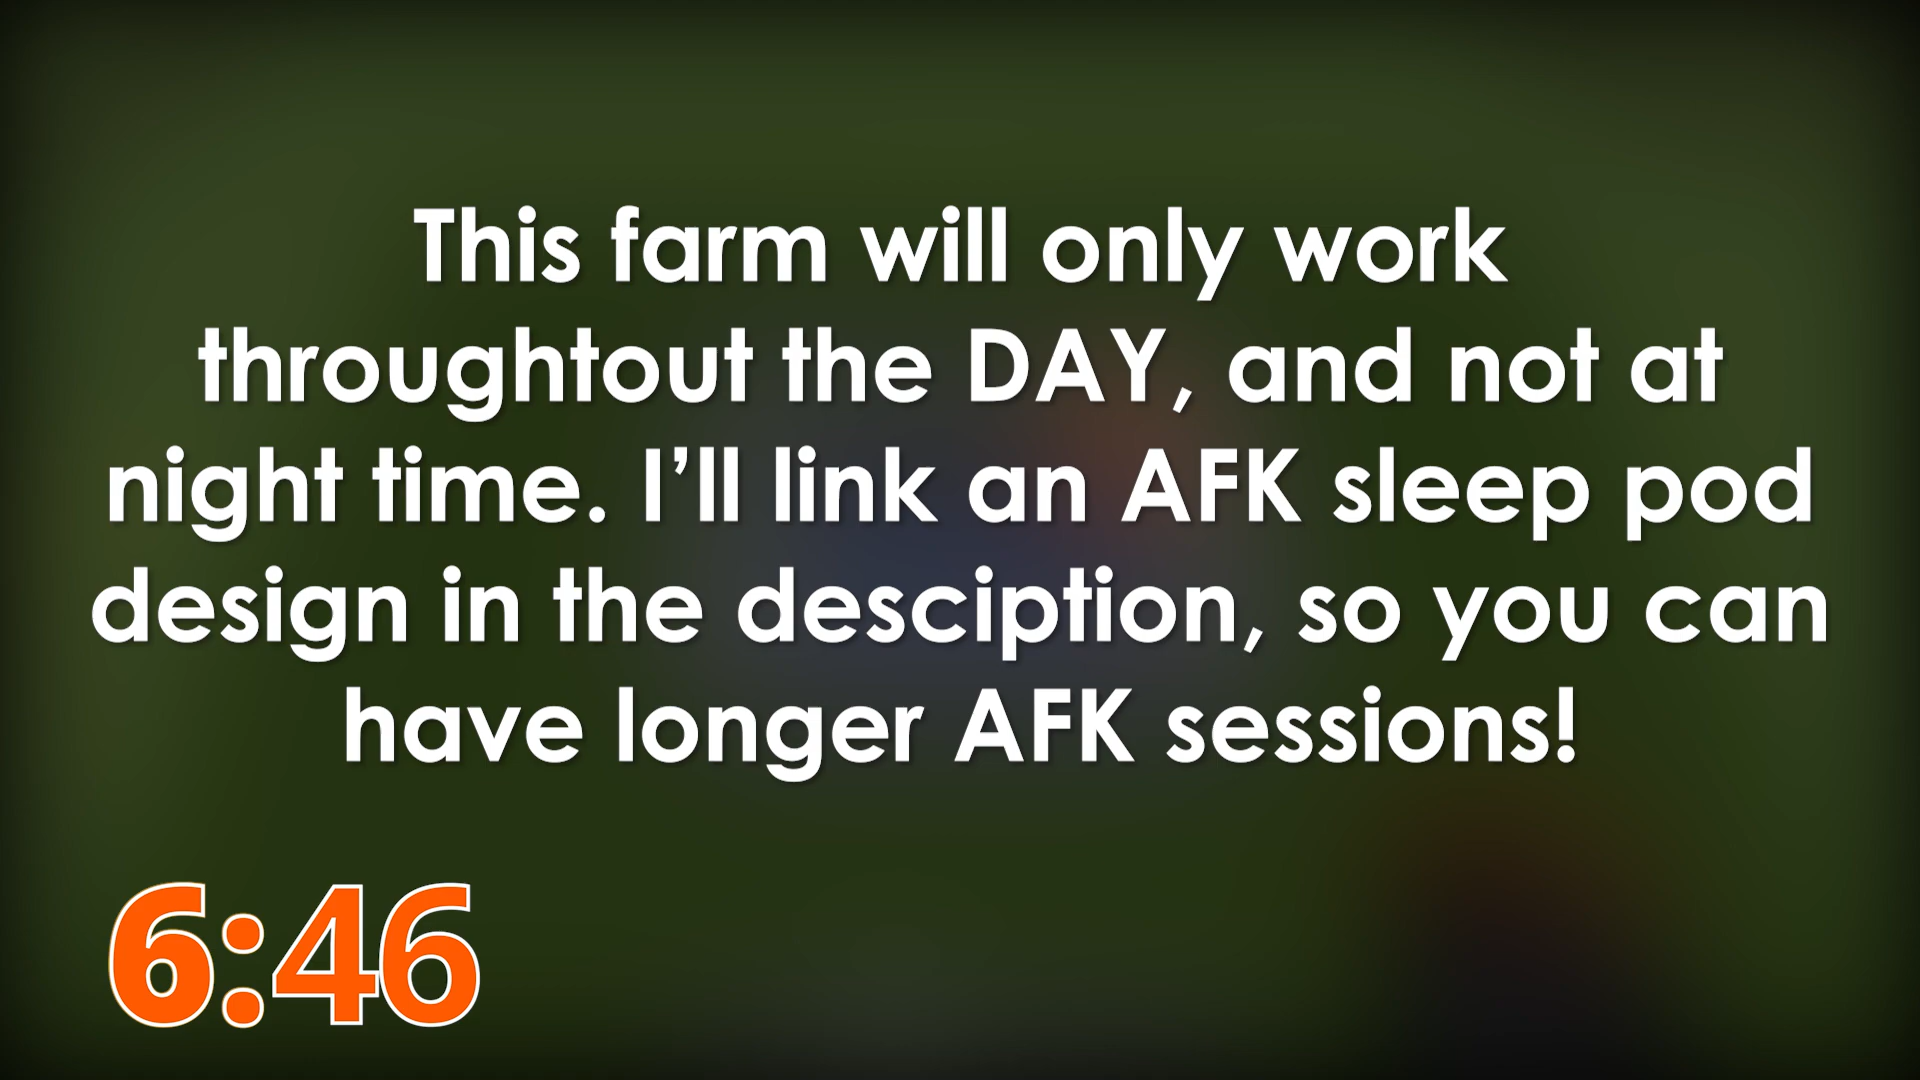 This farm will only work
throughtout the DAY, and not at
night time. I’ll link an AFK sleep pod
design in the desciption, so you can
have longer AFK sessions!
6:46